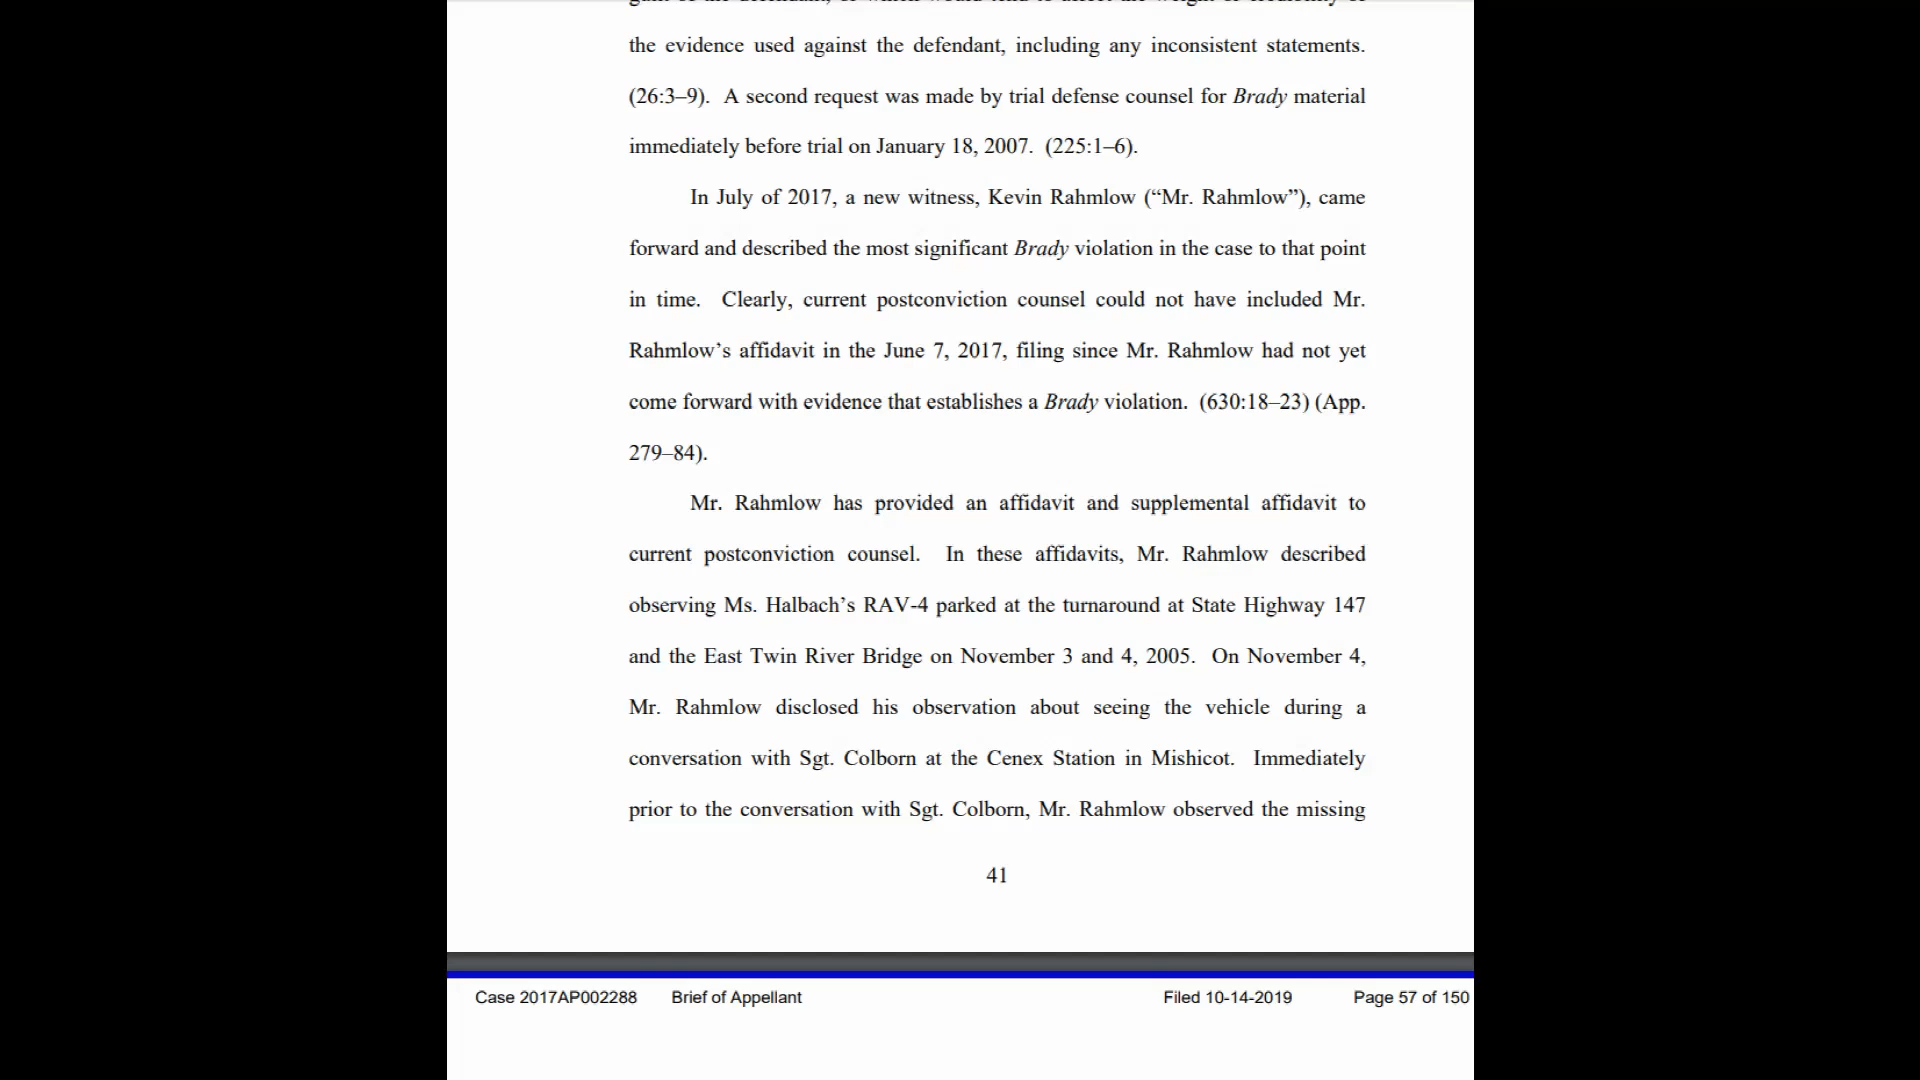 the evidence used against the defendant, including any inconsistent statements.
(26:3–9). A second request was made by trial defense counsel for Brady material
immediately before trial on January 18, 2007. (225:1–6).
In July of 2017, a new witness, Kevin Rahmlow (“Mr. Rahmlow”), came
forward and described the most significant Brady violation in the case to that point
in time. Clearly, current postconviction counsel could not have included Mr.
Rahmlow’s affidavit in the June 7, 2017, filing since Mr. Rahmlow had not yet
come forward with evidence that establishes a Brady violation. (630:18–23) (App.
279–84).
Mr. Rahmlow has provided an affidavit and supplemental affidavit to
current postconviction counsel. In these affidavits, Mr. Rahmlow described
observing Ms. Halbach’s RAV-4 parked at the turnaround at State Highway 147
and the East Twin River Bridge on November 3 and 4, 2005. On November 4,
Mr. Rahmlow disclosed his observation about seeing the vehicle during a
conversation with Sgt. Colborn at the Cenex Station in Mishicot. Immediately
prior to the conversation with Sgt. Colborn, Mr. Rahmlow observed the missing
41
Case 2017AP002288 Brief of Appellant Filed 10-14-2019 Page 57 of 150